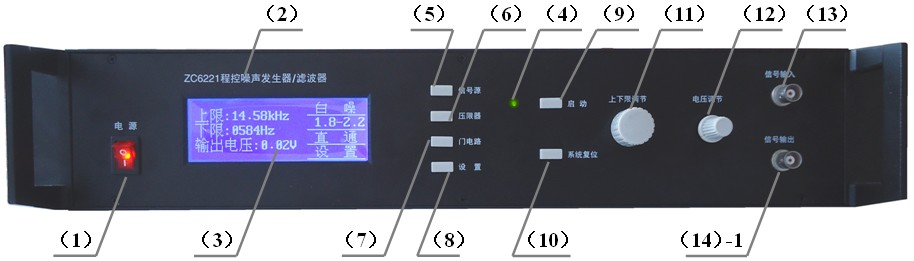 （2）
（5）
（6）
（4）
（9）
（11）
（12）
（13）
ZC6221程控噪声发生器/滤波器
电 源
上限:14.58kHz
下限:0584Hz
输出电压:0.02V
白 噪
1.8-2.2
直 通
设 置
信号源
压限器
门电路
设 置
启 动
系统复位
上下限调节
电压调节
信号输入
信号输出
（1）
（3）
（7）
（8）
（10）
（14）-1